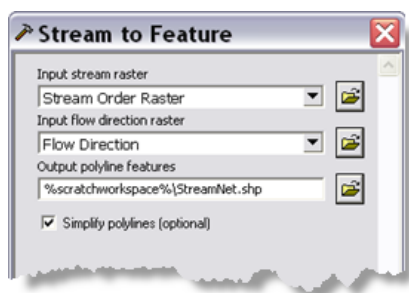 Stream to Feature
Input stream raster
Stream Order Raster
Input flow direction raster
Flow Direction
Output polyline features
%scratchworkspace%\StreamNet.shp
Simplify polylines (optional)